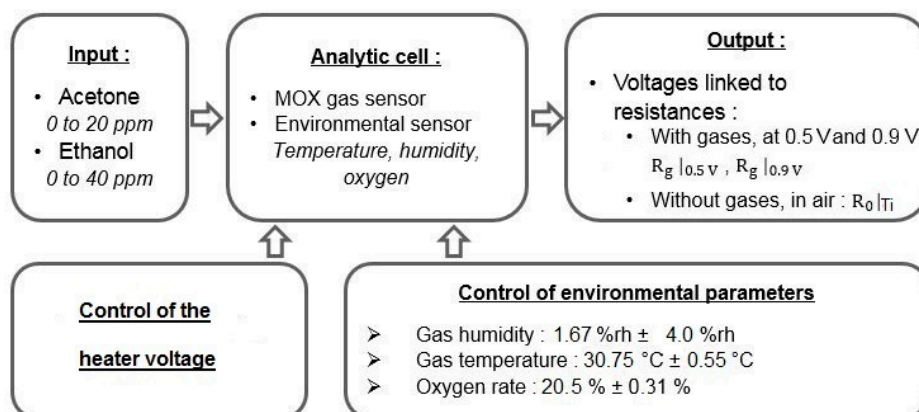 Input :
• Acetone
0 to 20 ppm
• Ethanol
0 to 40 ppm
Analytic cell :
• MOX gas sensor
• Environmental sensor
Temperature, humidity,
oxygen
Output :
• Voltages linked to
resistances :
• With gases, at 0.5 V and 0.9 V
Rg |0.5 V , Rg |0.9 V
• Without gases, in air : R0|Ti
Control of the
heater voltage
Control of environmental parameters
➢ Gas humidity : 1.67 %rh ± 4.0 %rh
➢ Gas temperature : 30.75 °C ± 0.55 °C
➢ Oxygen rate : 20.5 % ± 0.31 %